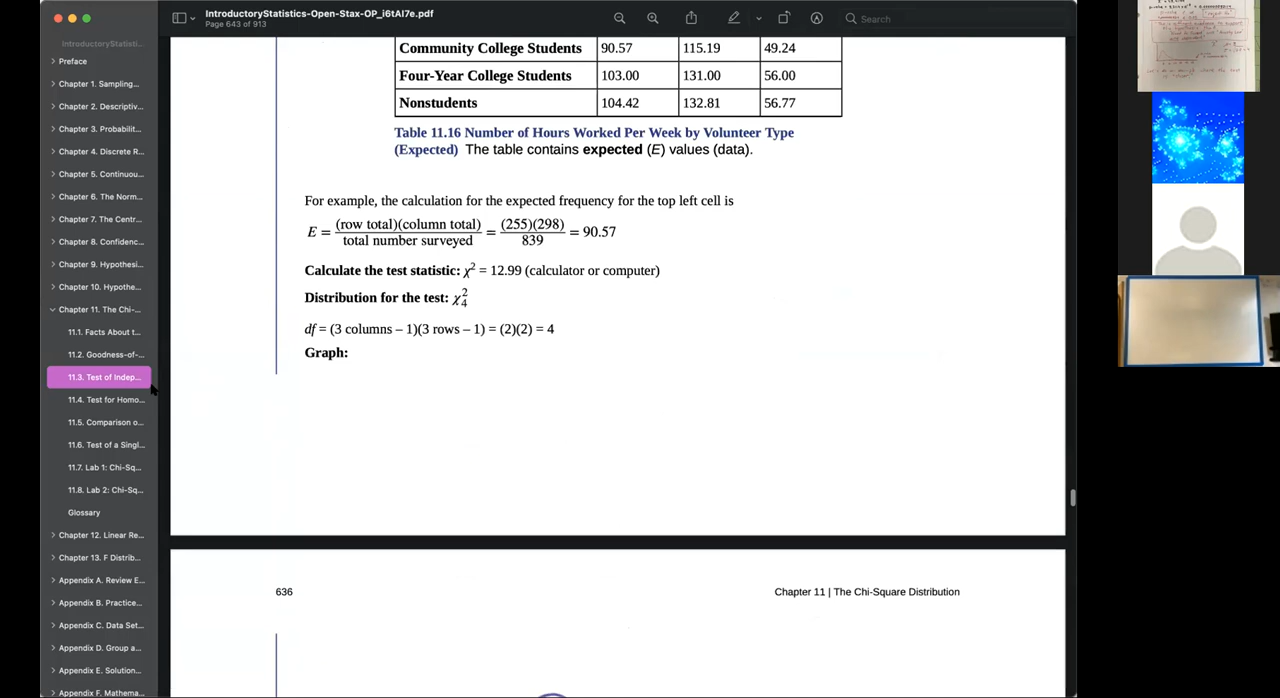 IntroductoryStatistics-Open-Stax-OP_i6tAI7e.pdf
Page 643 of 913
Search
IntroductoryStatisti...
Preface
Chapter 1. Sampling...
Chapter 2. Descriptiv...
Chapter 3. Probabilit...
Chapter 4. Discrete R...
Chapter 5. Continuou...
Chapter 6. The Norm...
Chapter 7. The Centr...
Chapter 8. Confidenc...
Chapter 9. Hypothesi...
Chapter 10. Hypothe...
Chapter 11. The Chi-...
11.1. Facts About t...
11.2. Goodness-of-...
11.3. Test of Indep...
11.4. Test for Homo...
11.5. Comparison o...
11.6. Test of a Singl...
11.7. Lab 1: Chi-Sq...
11.8. Lab 2: Chi-Sq...
Glossary
Chapter 12. Linear Re...
Chapter 13. F Distrib...
Appendix A. Review E...
Appendix B. Practice...
Appendix C. Data Set...
Appendix D. Group a...
Appendix E. Solution...
Appendix F. Mathema...
Community College Students 90.57 115.19 49.24
Four-Year College Students 103.00 131.00 56.00
Nonstudents 104.42 132.81 56.77
Table 11.16 Number of Hours Worked Per Week by Volunteer Type
(Expected) The table contains expected (E) values (data).
For example, the calculation for the expected frequency for the top left cell is
E = (row total)(column total) / total number surveyed = (255)(298) / 839 = 90.57
Calculate the test statistic: χ² = 12.99 (calculator or computer)
Distribution for the test: χ²₄
df = (3 columns – 1)(3 rows – 1) = (2)(2) = 4
Graph:
636
Chapter 11 | The Chi-Square Distribution